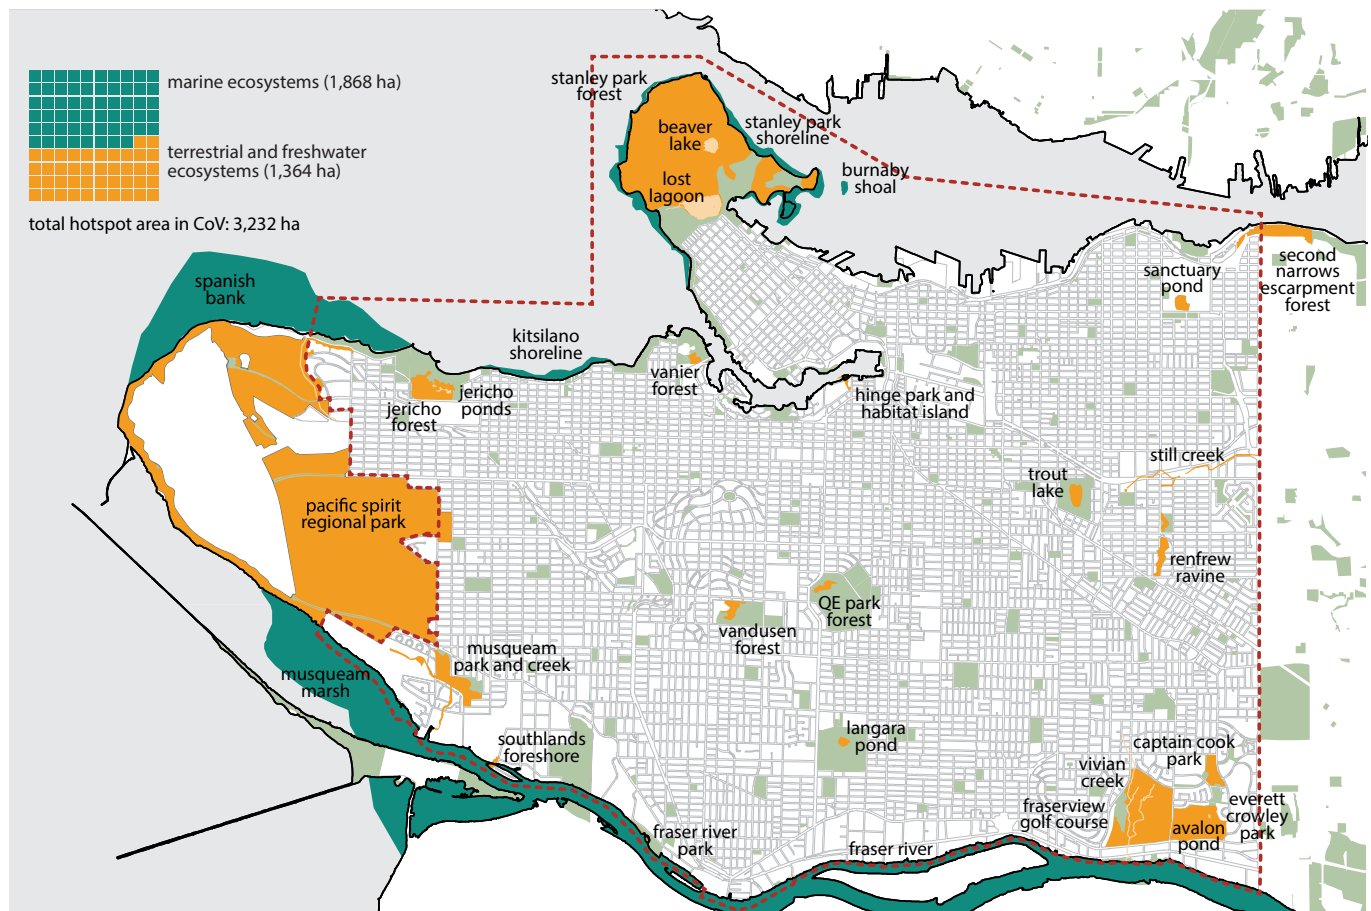 marine ecosystems (1,868 ha)
terrestrial and freshwater
ecosystems (1,364 ha)
total hotspot area in CoV: 3,232 ha
stanley park
forest
beaver
lake
stanley park
shoreline
lost
lagoon
burnaby
shoal
spanish
bank
kitsilano
shoreline
vanier
forest
jericho
ponds
jericho
forest
hinge park and
habitat island
sanctuary
pond
second
narrows
escarpment
forest
still creek
trout
lake
renfrew
ravine
pacific spirit
regional park
QE park
forest
vandusen
forest
musqueam
park and creek
musqueam
marsh
southlands
foreshore
langara
pond
captain cook
park
vivian
creek
fraserview
golf course
everett
crowley
park
avalon
pond
fraser river
park
fraser river